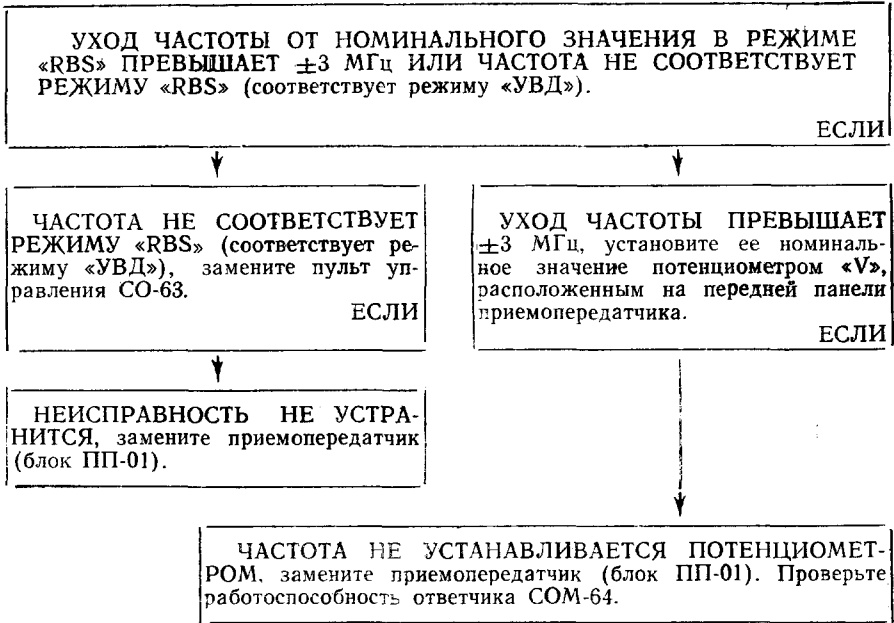 УХОД ЧАСТОТЫ ОТ НОМИНАЛЬНОГО ЗНАЧЕНИЯ В РЕЖИМЕ
«RBS» ПРЕВЫШАЕТ ±3 МГц ИЛИ ЧАСТОТА НЕ СООТВЕТСТВУЕТ
РЕЖИМУ «RBS» (соответствует режиму «УВД»).
ЕСЛИ
ЧАСТОТА НЕ СООТВЕТСТВУЕТ
РЕЖИМУ «RBS» (соответствует ре-
жиму «УВД»), замените пульт уп-
равления СО-63.
ЕСЛИ
УХОД ЧАСТОТЫ ПРЕВЫШАЕТ
±3 МГц, установите ее номиналь-
ное значение потенциометром «V»,
расположенным на передней панели
приемопередатчика.
ЕСЛИ
НЕИСПРАВНОСТЬ НЕ УСТРА-
НИТСЯ, замените приемопередатчик
(блок ПП-01).
ЧАСТОТА НЕ УСТАНАВЛИВАЕТСЯ ПОТЕНЦИОМЕТ-
РОМ, замените приемопередатчик (блок ПП-01). Проверьте
работоспособность ответчика СОМ-64.